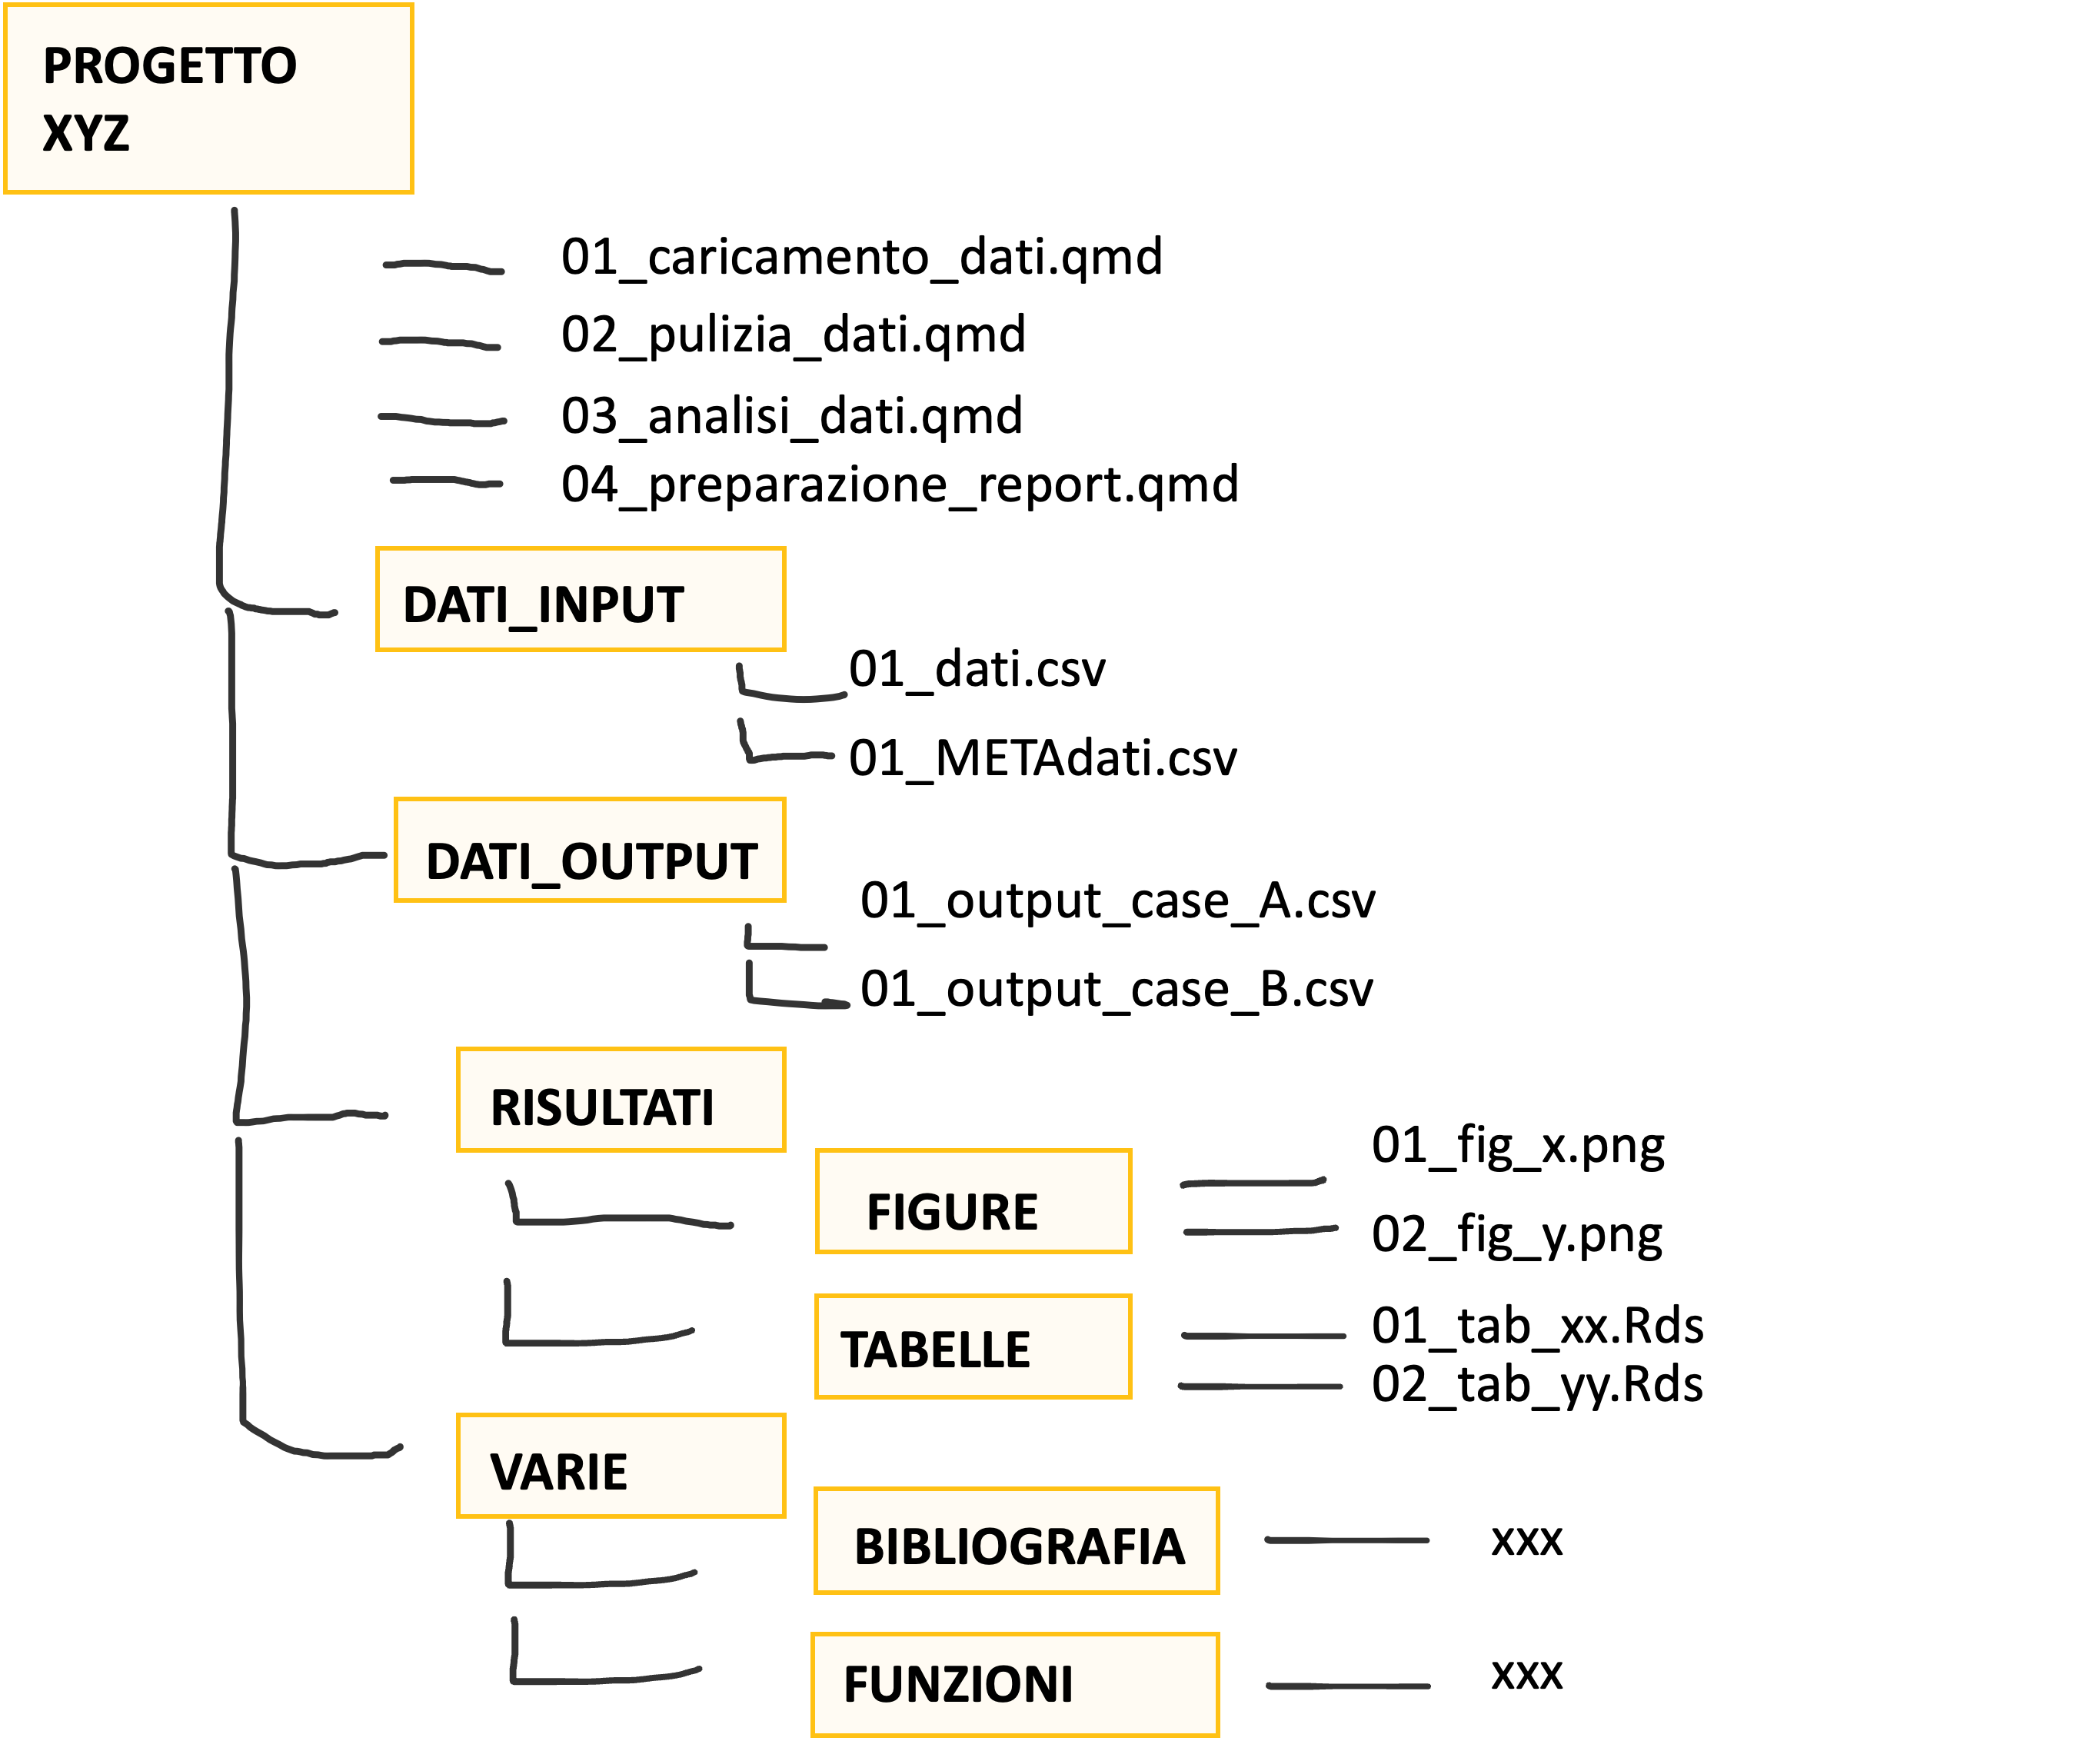 PROGETTO
XYZ
01_caricamento_dati.qmd
02_pulizia_dati.qmd
03_analisi_dati.qmd
04_preparazione_report.qmd
DATI_INPUT
01_dati.csv
01_METAdati.csv
DATI_OUTPUT
01_output_case_A.csv
01_output_case_B.csv
RISULTATI
FIGURE
01_fig_x.png
02_fig_y.png
TABELLE
01_tab_xx.Rds
02_tab_yy.Rds
VARIE
BIBLIOGRAFIA
xxx
FUNZIONI
xxx